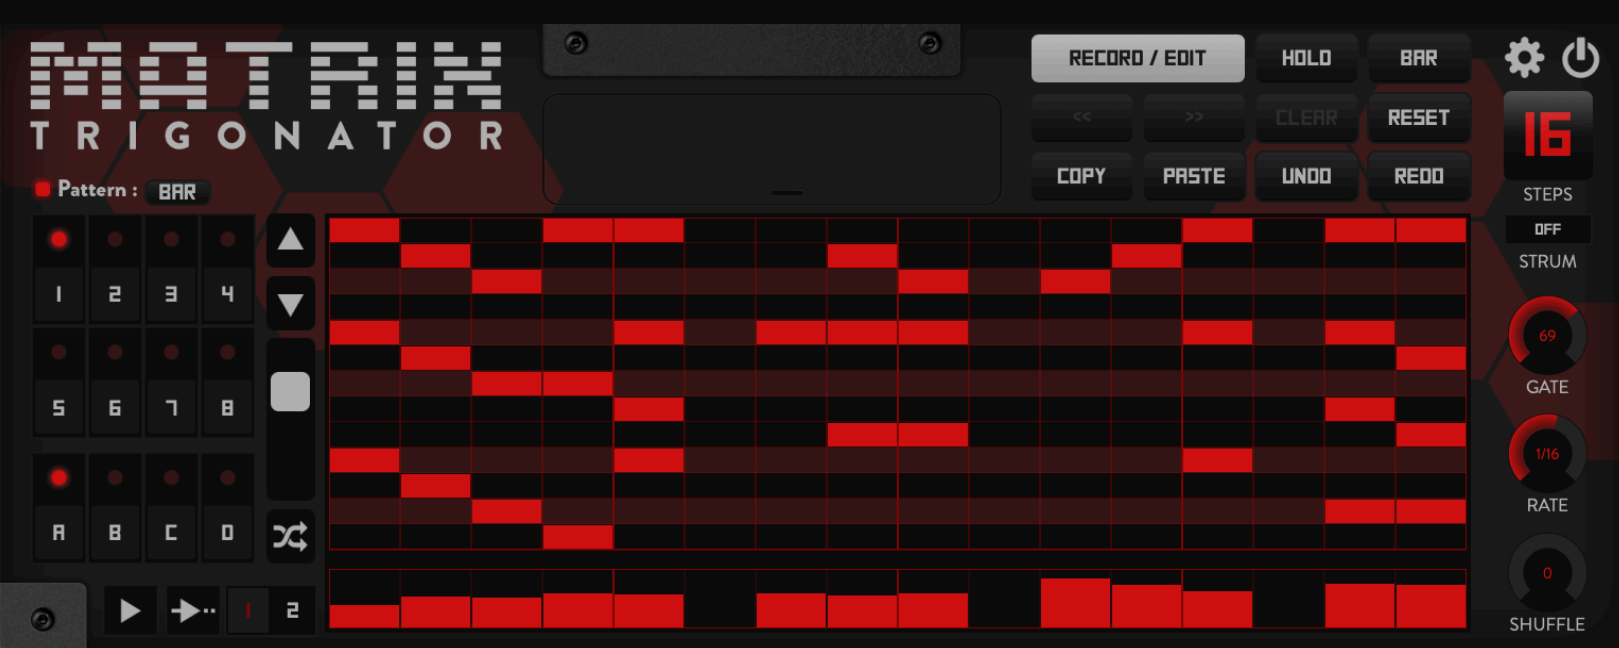 MATRIX
TRIGONATOR
Pattern : BAR
1 2 3 4
5 6 7 8
A B C D
1 2
RECORD / EDIT HOLD BAR
<< >> CLEAR RESET
COPY PASTE UNDO REDO
16
STEPS
OFF
STRUM
69
GATE
1/16
RATE
0
SHUFFLE